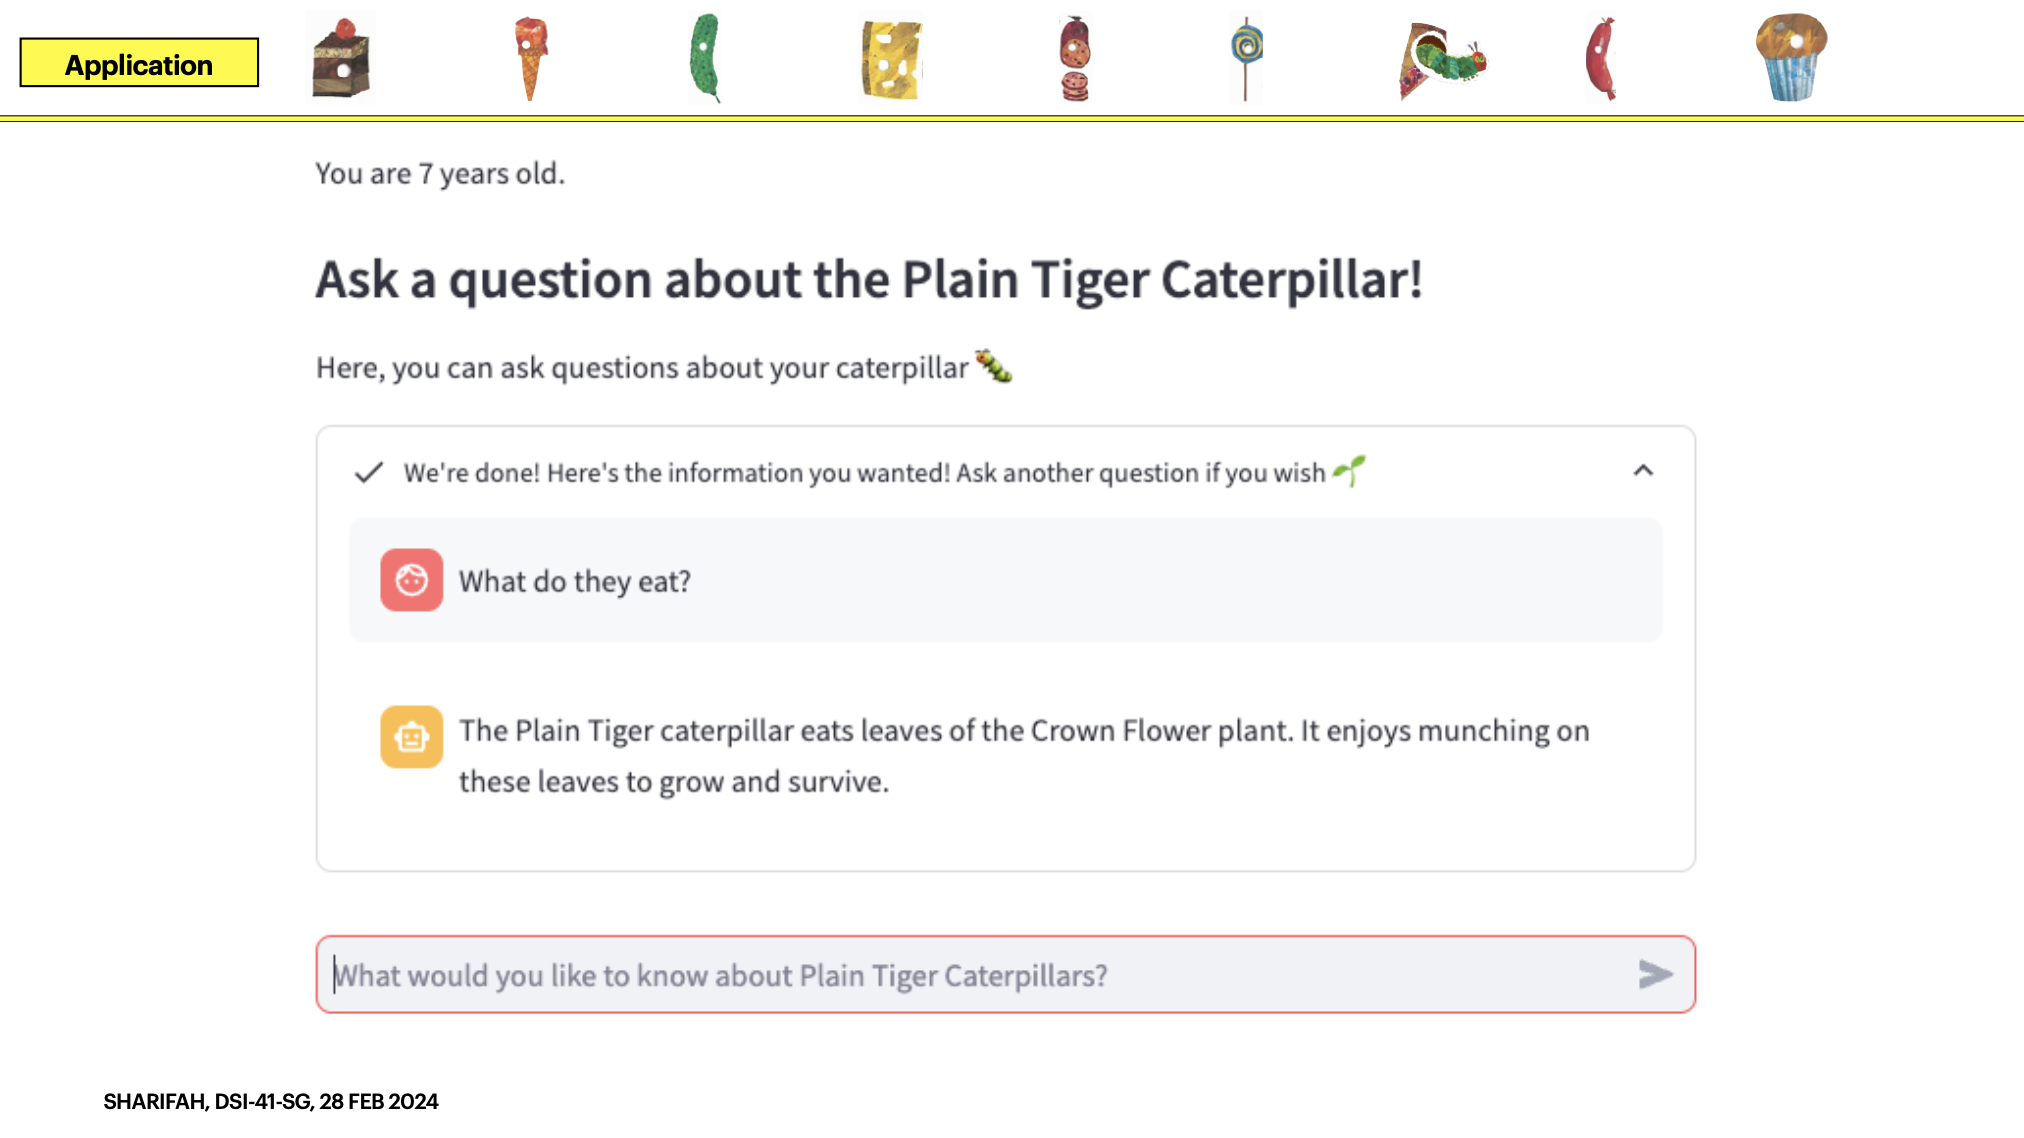 Application
You are 7 years old.
Ask a question about the Plain Tiger Caterpillar!
Here, you can ask questions about your caterpillar 🐛
We're done! Here's the information you wanted! Ask another question if you wish 🌱
What do they eat?
The Plain Tiger caterpillar eats leaves of the Crown Flower plant. It enjoys munching on
these leaves to grow and survive.
What would you like to know about Plain Tiger Caterpillars?
SHARIFAH, DSI-41-SG, 28 FEB 2024